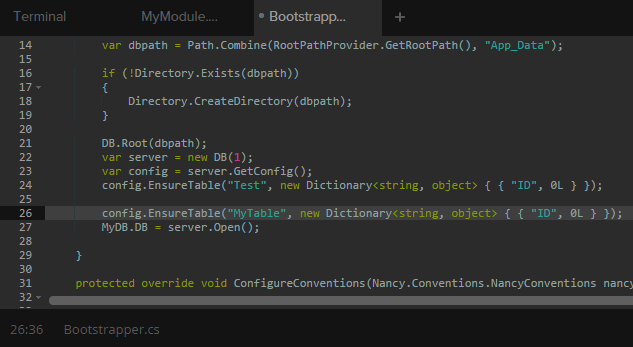 Terminal MyModule.... Bootstrapp... +
14 var dbpath = Path.Combine(RootPathProvider.GetRootPath(), "App_Data");
15
16 if (!Directory.Exists(dbpath))
17 {
18 Directory.CreateDirectory(dbpath);
19 }
20
21 DB.Root(dbpath);
22 var server = new DB(1);
23 var config = server.GetConfig();
24 config.EnsureTable("Test", new Dictionary<string, object> { { "ID", 0L } });
25
26 config.EnsureTable("MyTable", new Dictionary<string, object> { { "ID", 0L } });
27 MyDB.DB = server.Open();
28
29 }
30
31 protected override void ConfigureConventions(Nancy.Conventions.NancyConventions nancy
32
26:36 Bootstrapper.cs